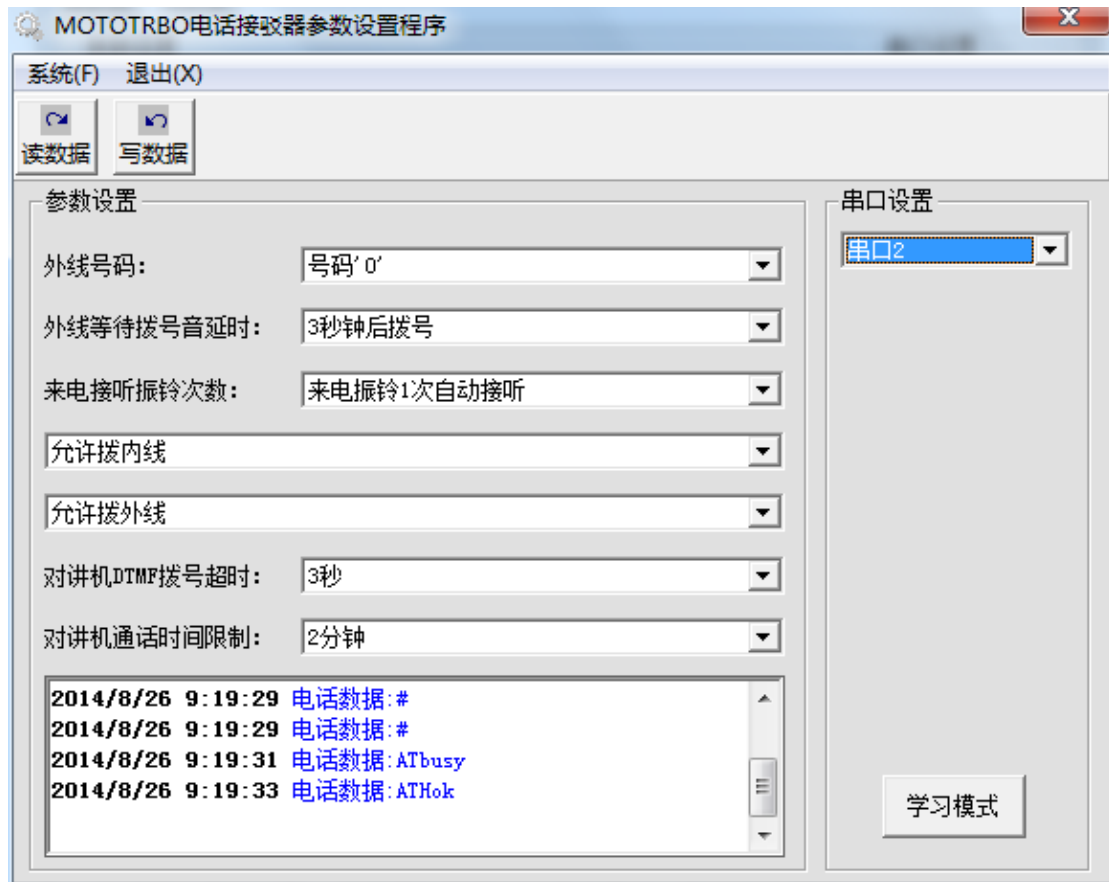 MOTOTRBO电话接驳器参数设置程序
系统(F) 退出(X)
读数据 写数据
参数设置
外线号码: 号码'0'
外线等待拨号音延时: 3秒钟后拨号
来电接听振铃次数: 来电振铃1次自动接听
允许拨内线
允许拨外线
对讲机DTMF拨号超时: 3秒
对讲机通话时间限制: 2分钟
2014/8/26 9:19:29 电话数据:#
2014/8/26 9:19:29 电话数据:#
2014/8/26 9:19:31 电话数据:ATbusy
2014/8/26 9:19:33 电话数据:ATHok
串口设置
串口2
学习模式